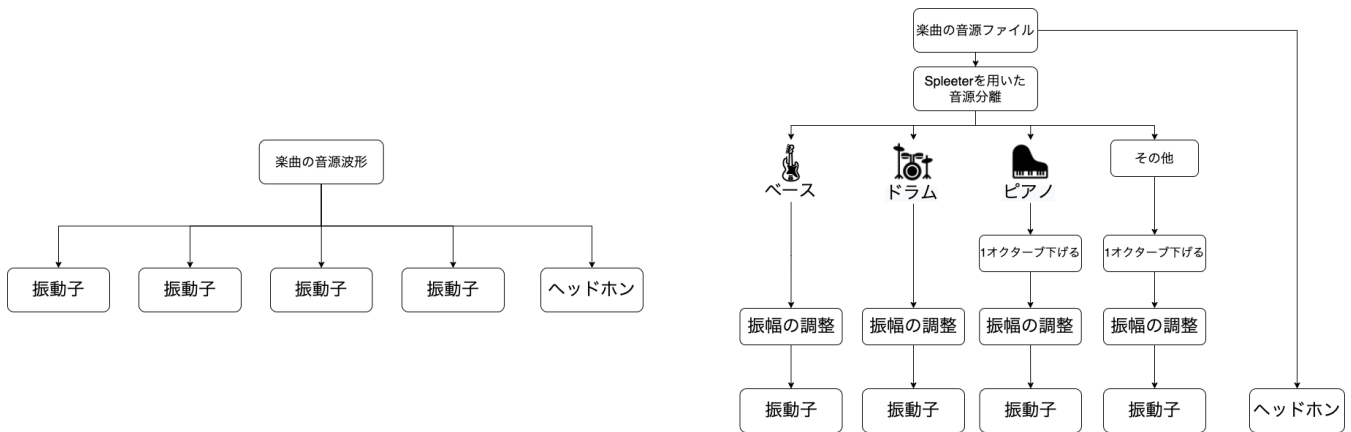 楽曲の音源波形
振動子
振動子
振動子
振動子
ヘッドホン
楽曲の音源ファイル
Spleeterを用いた
音源分離
ベース
ドラム
ピアノ
その他
1オクターブ下げる
1オクターブ下げる
振幅の調整
振幅の調整
振幅の調整
振幅の調整
振動子
振動子
振動子
振動子
ヘッドホン